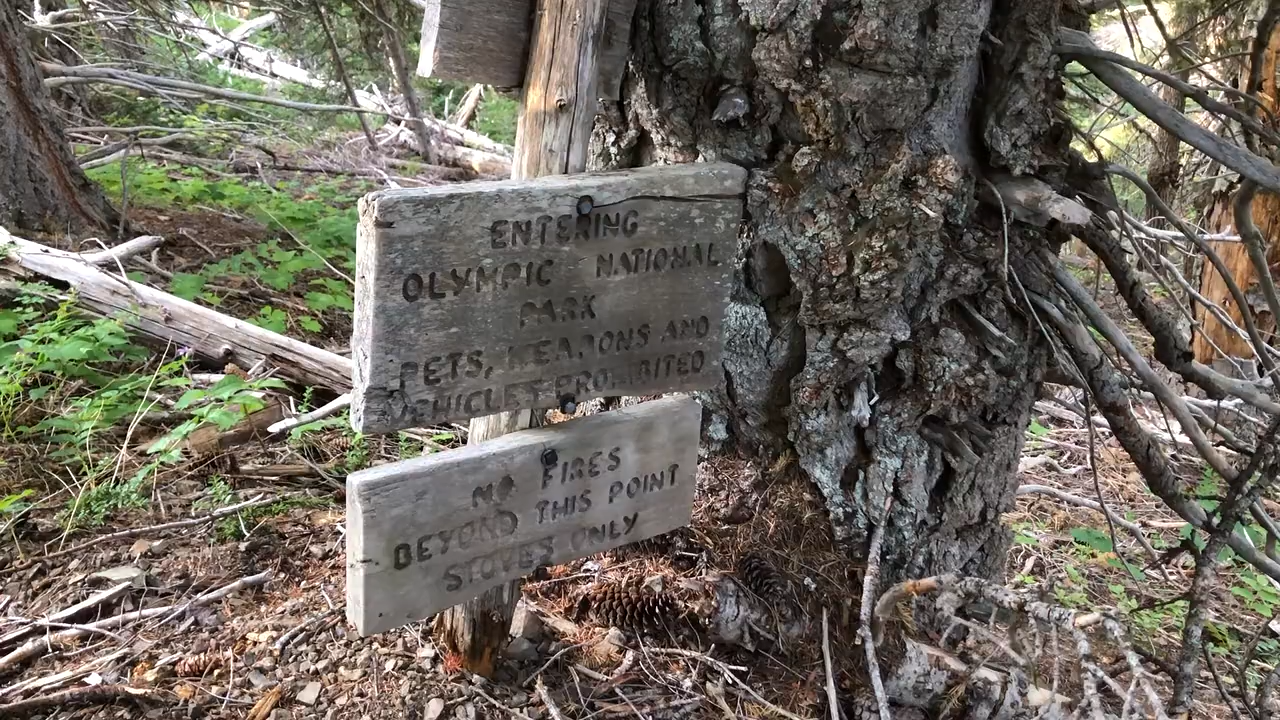 ENTERING
OLYMPIC NATIONAL
PARK
PETS, WEAPONS AND
VEHICLES PROHIBITED
NO FIRES
BEYOND THIS POINT
STOVES ONLY